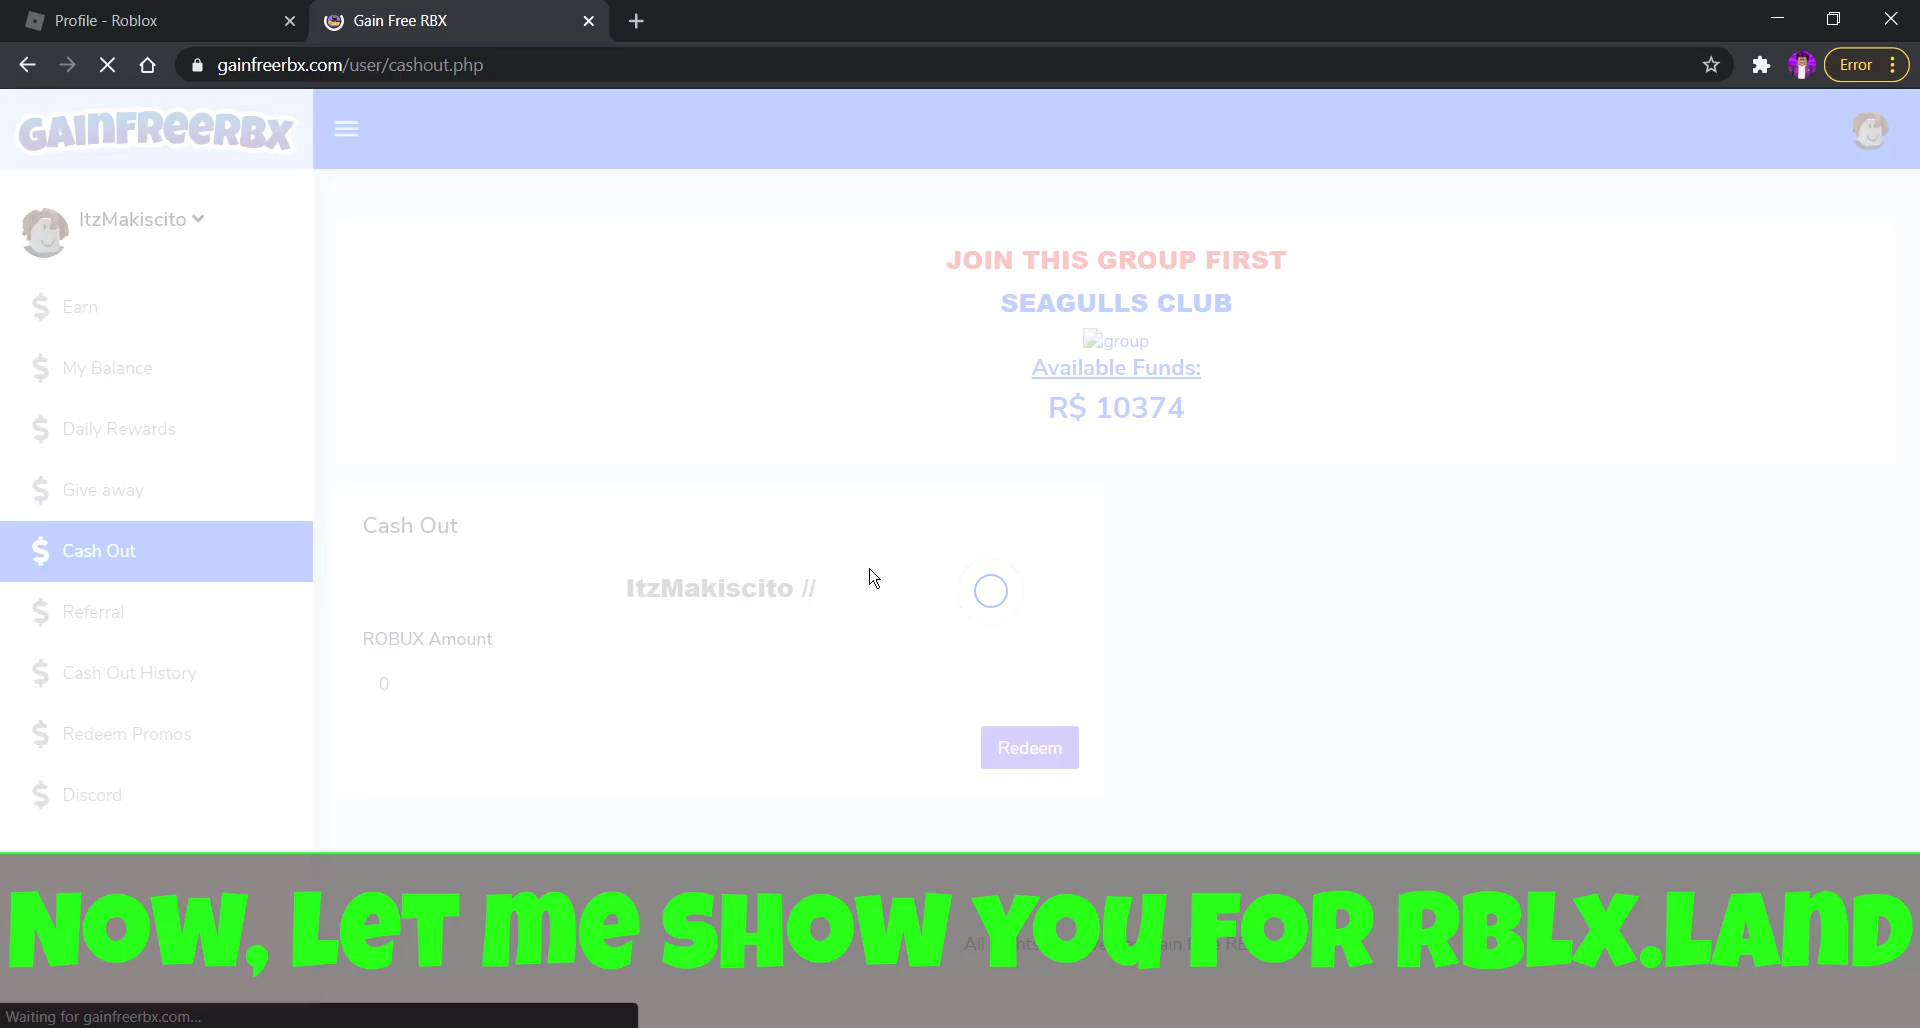 Profile - Roblox
Gain Free RBX
gainfreerbx.com/user/cashout.php
Error
GAINFREERBX
ItzMakiscito
Earn
My Balance
Daily Rewards
Give away
Cash Out
Referral
Cash Out History
Redeem Promos
Discord
JOIN THIS GROUP FIRST
SEAGULLS CLUB
group
Available Funds:
R$ 10374
Cash Out
ItzMakiscito //
ROBUX Amount
0
Redeem
NOW, LET ME SHOW YOU FOR RBLX.LAND
All
Waiting for gainfreerbx.com...